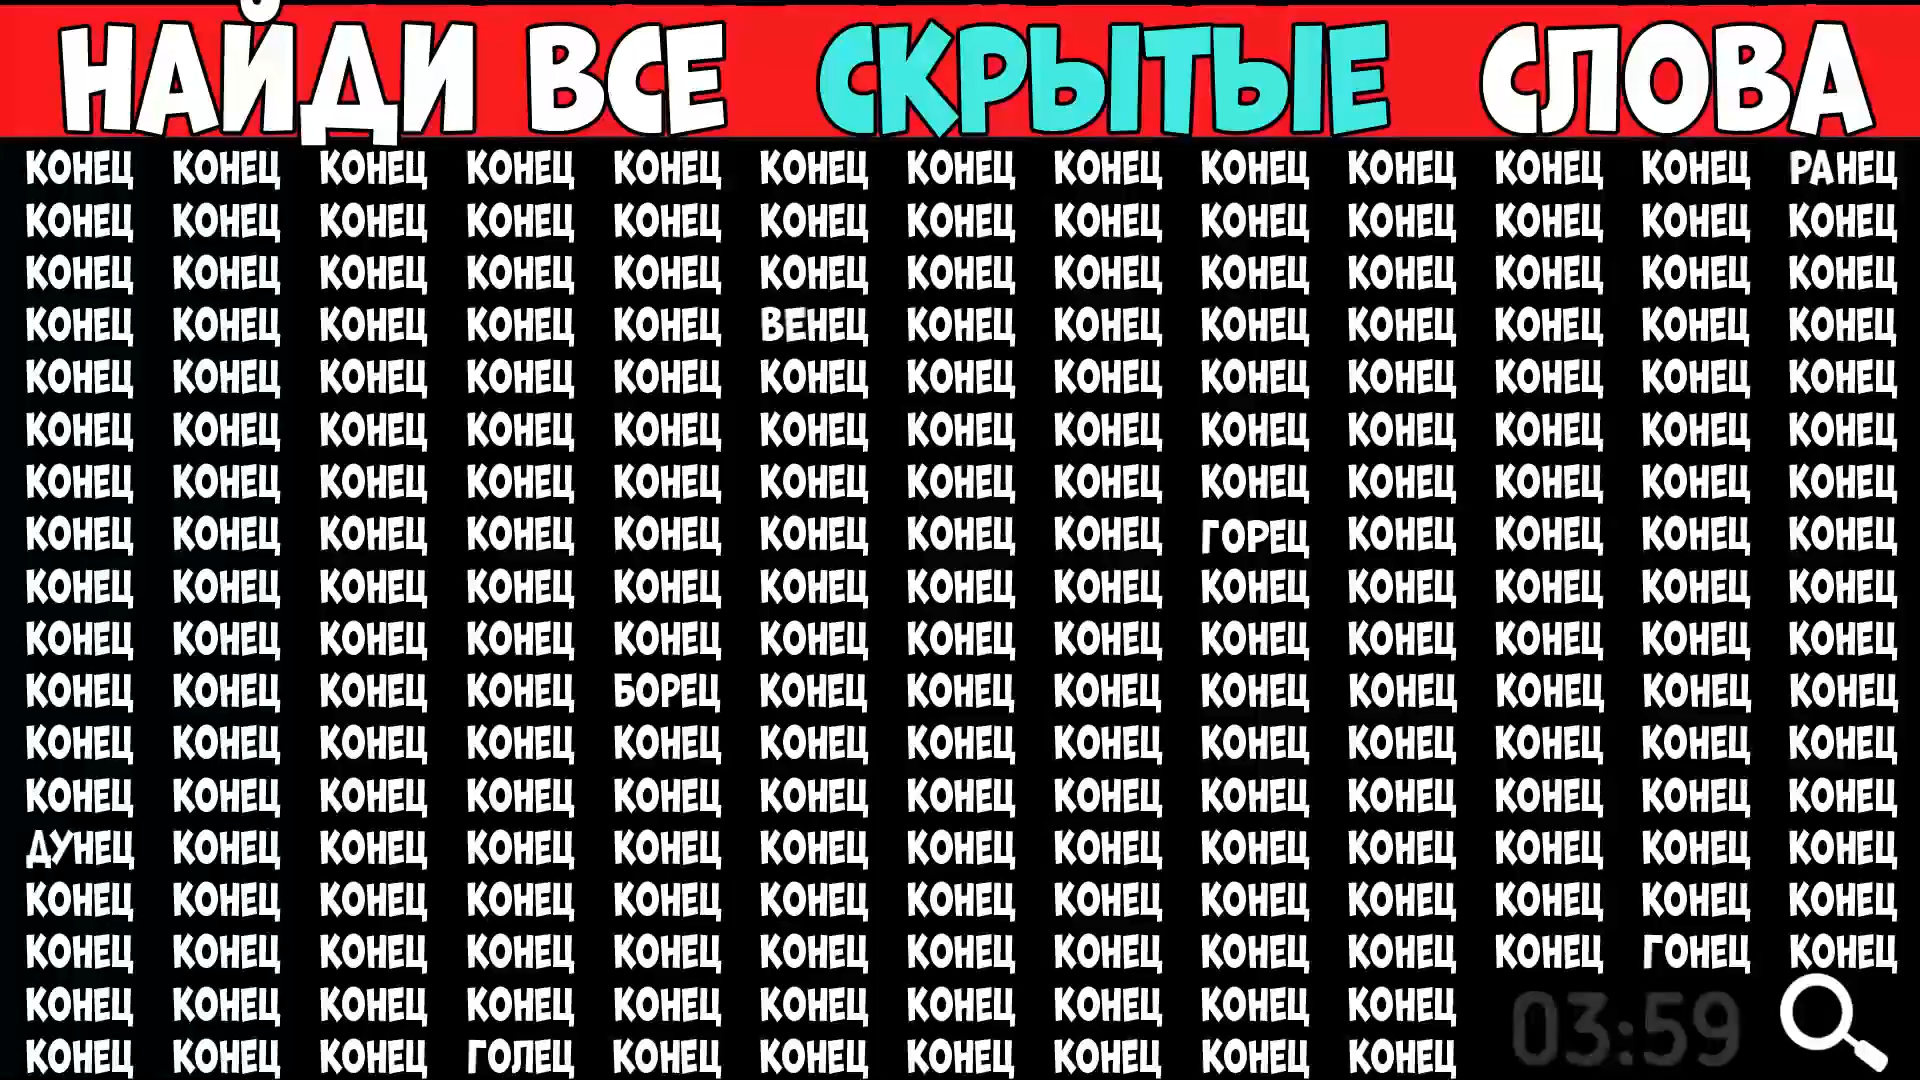 НАЙДИ ВСЕ СКРЫТЫЕ СЛОВА
КОНЕЦ КОНЕЦ КОНЕЦ КОНЕЦ КОНЕЦ КОНЕЦ КОНЕЦ КОНЕЦ КОНЕЦ КОНЕЦ КОНЕЦ КОНЕЦ РАНЕЦ
КОНЕЦ КОНЕЦ КОНЕЦ КОНЕЦ КОНЕЦ КОНЕЦ КОНЕЦ КОНЕЦ КОНЕЦ КОНЕЦ КОНЕЦ КОНЕЦ КОНЕЦ
КОНЕЦ КОНЕЦ КОНЕЦ КОНЕЦ КОНЕЦ КОНЕЦ КОНЕЦ КОНЕЦ КОНЕЦ КОНЕЦ КОНЕЦ КОНЕЦ КОНЕЦ
КОНЕЦ КОНЕЦ КОНЕЦ КОНЕЦ КОНЕЦ ВЕНЕЦ КОНЕЦ КОНЕЦ КОНЕЦ КОНЕЦ КОНЕЦ КОНЕЦ КОНЕЦ
КОНЕЦ КОНЕЦ КОНЕЦ КОНЕЦ КОНЕЦ КОНЕЦ КОНЕЦ КОНЕЦ КОНЕЦ КОНЕЦ КОНЕЦ КОНЕЦ КОНЕЦ
КОНЕЦ КОНЕЦ КОНЕЦ КОНЕЦ КОНЕЦ КОНЕЦ КОНЕЦ КОНЕЦ КОНЕЦ КОНЕЦ КОНЕЦ КОНЕЦ КОНЕЦ
КОНЕЦ КОНЕЦ КОНЕЦ КОНЕЦ КОНЕЦ КОНЕЦ КОНЕЦ КОНЕЦ КОНЕЦ КОНЕЦ КОНЕЦ КОНЕЦ КОНЕЦ
КОНЕЦ КОНЕЦ КОНЕЦ КОНЕЦ КОНЕЦ КОНЕЦ КОНЕЦ КОНЕЦ ГОРЕЦ КОНЕЦ КОНЕЦ КОНЕЦ КОНЕЦ
КОНЕЦ КОНЕЦ КОНЕЦ КОНЕЦ КОНЕЦ КОНЕЦ КОНЕЦ КОНЕЦ КОНЕЦ КОНЕЦ КОНЕЦ КОНЕЦ КОНЕЦ
КОНЕЦ КОНЕЦ КОНЕЦ КОНЕЦ КОНЕЦ КОНЕЦ КОНЕЦ КОНЕЦ КОНЕЦ КОНЕЦ КОНЕЦ КОНЕЦ КОНЕЦ
КОНЕЦ КОНЕЦ КОНЕЦ КОНЕЦ БОРЕЦ КОНЕЦ КОНЕЦ КОНЕЦ КОНЕЦ КОНЕЦ КОНЕЦ КОНЕЦ КОНЕЦ
КОНЕЦ КОНЕЦ КОНЕЦ КОНЕЦ КОНЕЦ КОНЕЦ КОНЕЦ КОНЕЦ КОНЕЦ КОНЕЦ КОНЕЦ КОНЕЦ КОНЕЦ
КОНЕЦ КОНЕЦ КОНЕЦ КОНЕЦ КОНЕЦ КОНЕЦ КОНЕЦ КОНЕЦ КОНЕЦ КОНЕЦ КОНЕЦ КОНЕЦ КОНЕЦ
ДУНЕЦ КОНЕЦ КОНЕЦ КОНЕЦ КОНЕЦ КОНЕЦ КОНЕЦ КОНЕЦ КОНЕЦ КОНЕЦ КОНЕЦ КОНЕЦ КОНЕЦ
КОНЕЦ КОНЕЦ КОНЕЦ КОНЕЦ КОНЕЦ КОНЕЦ КОНЕЦ КОНЕЦ КОНЕЦ КОНЕЦ КОНЕЦ КОНЕЦ КОНЕЦ
КОНЕЦ КОНЕЦ КОНЕЦ КОНЕЦ КОНЕЦ КОНЕЦ КОНЕЦ КОНЕЦ КОНЕЦ КОНЕЦ КОНЕЦ ГОНЕЦ КОНЕЦ
КОНЕЦ КОНЕЦ КОНЕЦ КОНЕЦ КОНЕЦ КОНЕЦ КОНЕЦ КОНЕЦ КОНЕЦ КОНЕЦ
КОНЕЦ КОНЕЦ КОНЕЦ ГОЛЕЦ КОНЕЦ КОНЕЦ КОНЕЦ КОНЕЦ КОНЕЦ КОНЕЦ
03:59